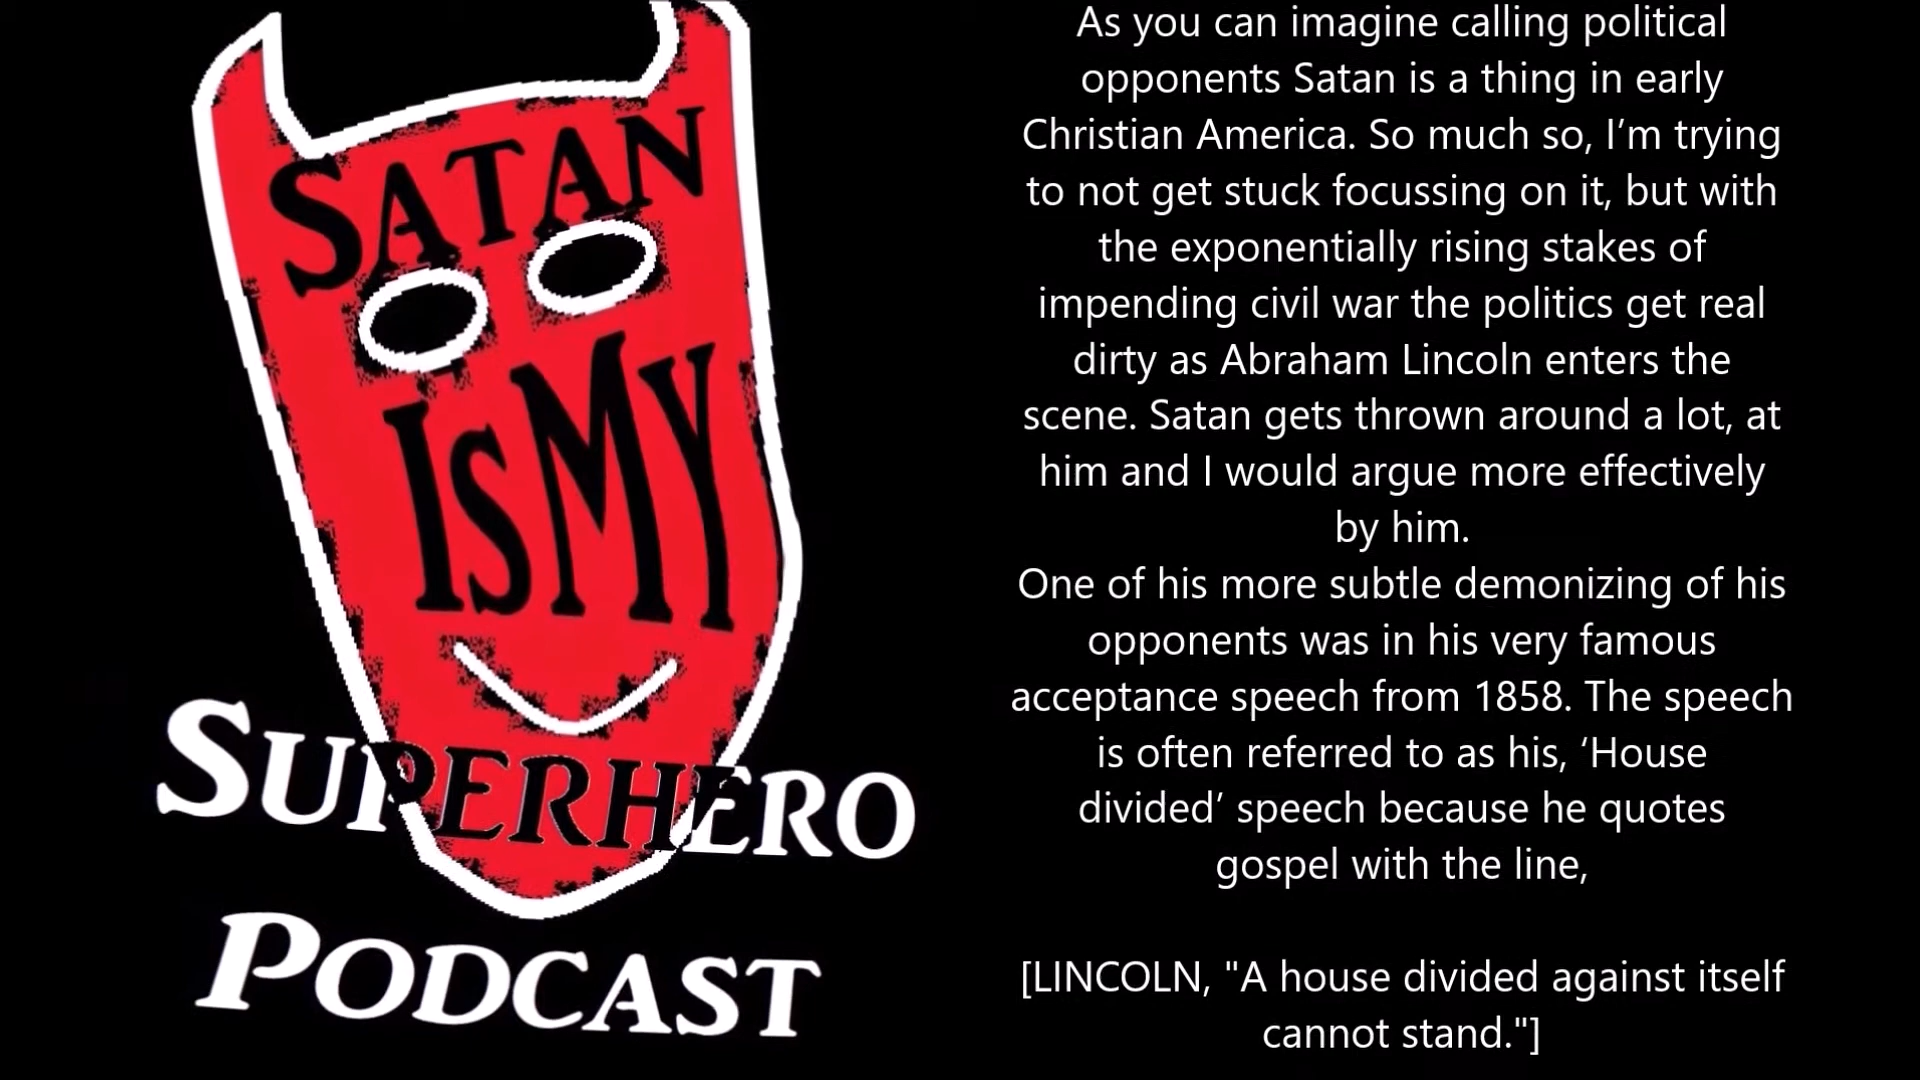 SATAN
IS MY
SUPERHERO
PODCAST
As you can imagine calling political
opponents Satan is a thing in early
Christian America. So much so, I’m trying
to not get stuck focussing on it, but with
the exponentially rising stakes of
impending civil war the politics get real
dirty as Abraham Lincoln enters the
scene. Satan gets thrown around a lot, at
him and I would argue more effectively
by him.
One of his more subtle demonizing of his
opponents was in his very famous
acceptance speech from 1858. The speech
is often referred to as his, ‘House
divided’ speech because he quotes
gospel with the line,
[LINCOLN, "A house divided against itself
cannot stand."]